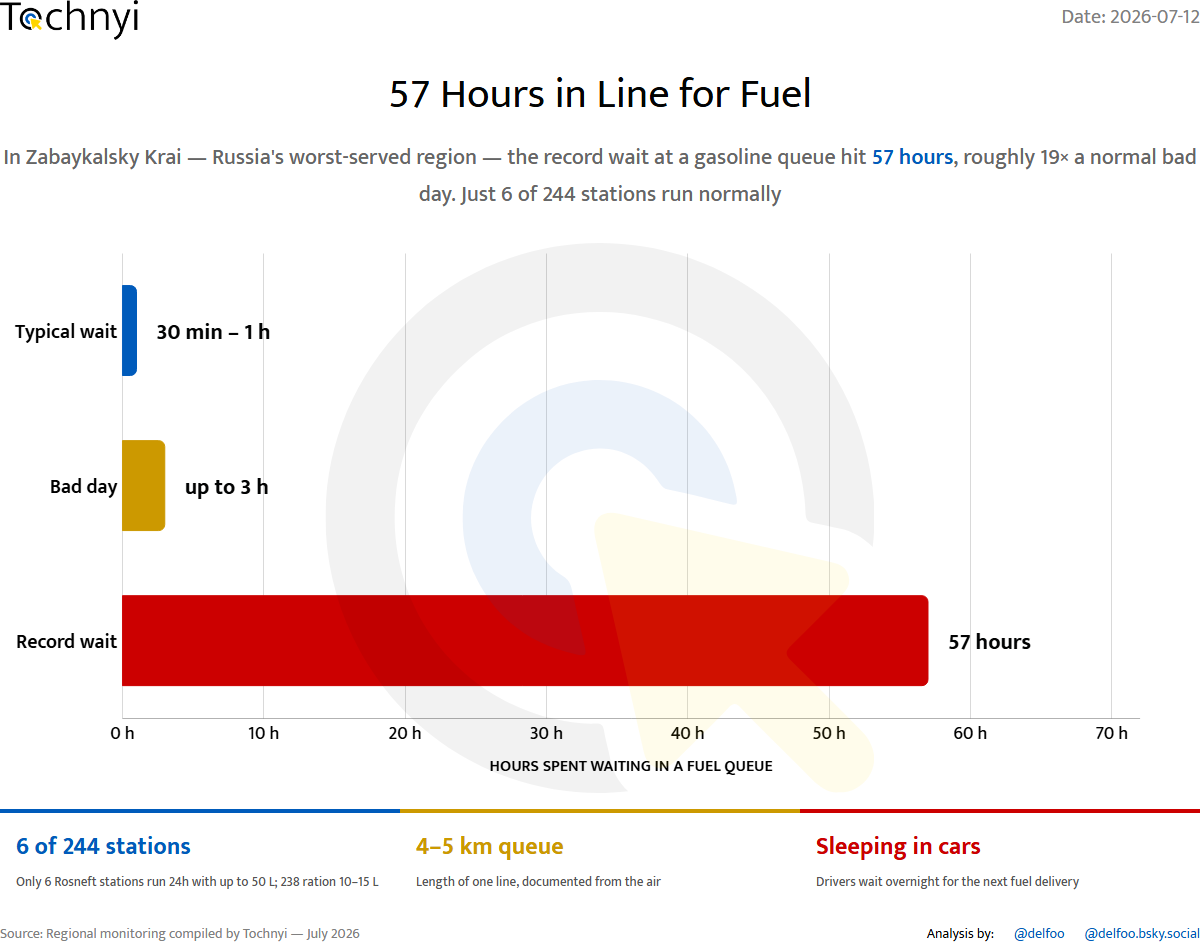 Tochnyi
Date: 2026-07-12
57 Hours in Line for Fuel
In Zabaykalsky Krai — Russia's worst-served region — the record wait at a gasoline queue hit 57 hours, roughly 19× a normal bad
day. Just 6 of 244 stations run normally
Typical wait
30 min – 1 h
Bad day
up to 3 h
Record wait
57 hours
0 h 10 h 20 h 30 h 40 h 50 h 60 h 70 h
HOURS SPENT WAITING IN A FUEL QUEUE
6 of 244 stations
Only 6 Rosneft stations run 24h with up to 50 L; 238 ration 10–15 L
4–5 km queue
Length of one line, documented from the air
Sleeping in cars
Drivers wait overnight for the next fuel delivery
Source: Regional monitoring compiled by Tochnyi — July 2026
Analysis by: @delfoo @delfoo.bsky.social